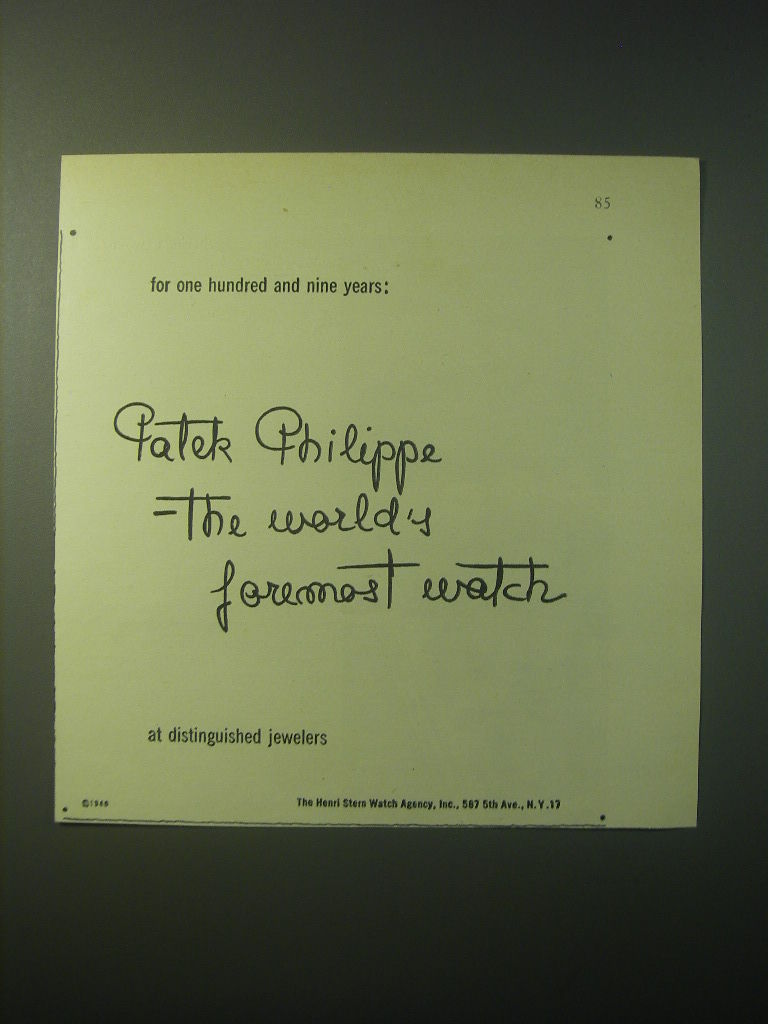 85
for one hundred and nine years:
Patek Philippe
-the world's
foremost watch
at distinguished jewelers
The Henri Stern Watch Agency, Inc., 587 5th Ave., N.Y.17